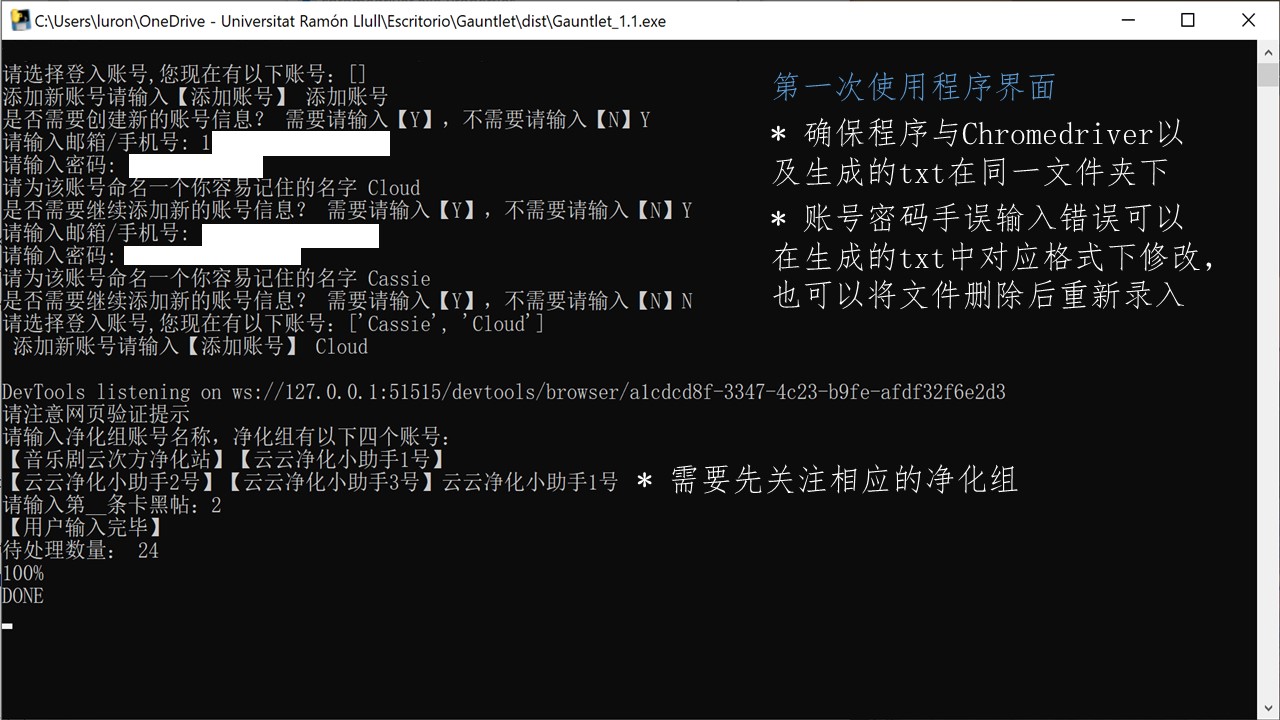 C:\Users\luron\OneDrive - Universitat Ramón Llull\Escritorio\Gauntlet\dist\Gauntlet_1.1.exe
请选择登入账号,您现在有以下账号：[]
添加新账号请输入【添加账号】 添加账号
是否需要创建新的账号信息？ 需要请输入【Y】，不需要请输入【N】Y
请输入邮箱/手机号: 1
请输入密码:
请为该账号命名一个你容易记住的名字 Cloud
是否需要继续添加新的账号信息？ 需要请输入【Y】，不需要请输入【N】Y
请输入邮箱/手机号:
请输入密码:
请为该账号命名一个你容易记住的名字 Cassie
是否需要继续添加新的账号信息？ 需要请输入【Y】，不需要请输入【N】N
请选择登入账号,您现在有以下账号：['Cassie', 'Cloud']
添加新账号请输入【添加账号】 Cloud
DevTools listening on ws://127.0.0.1:51515/devtools/browser/a1cdcd8f-3347-4c23-b9fe-afdf32f6e2d3
请注意网页验证提示
请输入净化组账号名称，净化组有以下四个账号：
【音乐剧云次方净化站】【云云净化小助手1号】
【云云净化小助手2号】【云云净化小助手3号】云云净化小助手1号
请输入第__条卡黑帖：2
【用户输入完毕】
待处理数量： 24
100%
DONE
第一次使用程序界面
* 确保程序与Chromedriver以
及生成的txt在同一文件夹下
* 账号密码手误输入错误可以
在生成的txt中对应格式下修改，
也可以将文件删除后重新录入
* 需要先关注相应的净化组